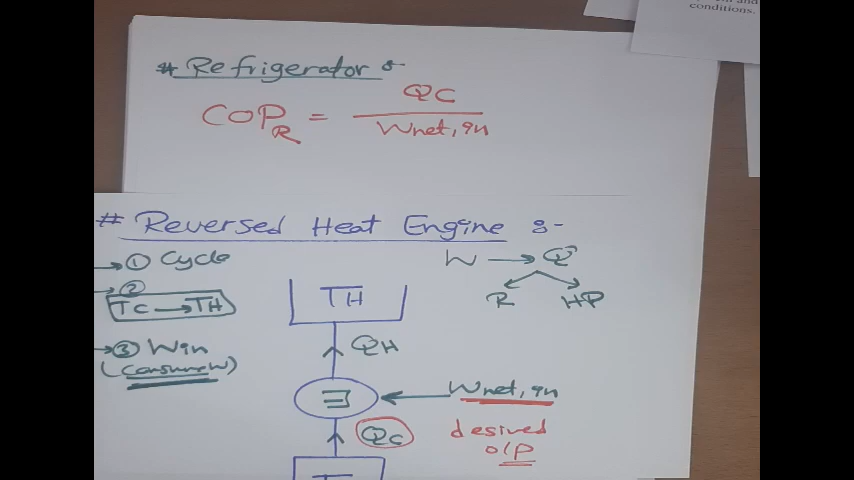 conditions.
# Refrigerator :-
COP_R = QC / Wnet, in
# Reversed Heat Engine :-
→ ① Cycle
→ ②
TC → TH
→ ③ Win
(Consume W)
W → Q
R HP
TH
QH
Ǝ
Wnet, in
QC
desired
O/P